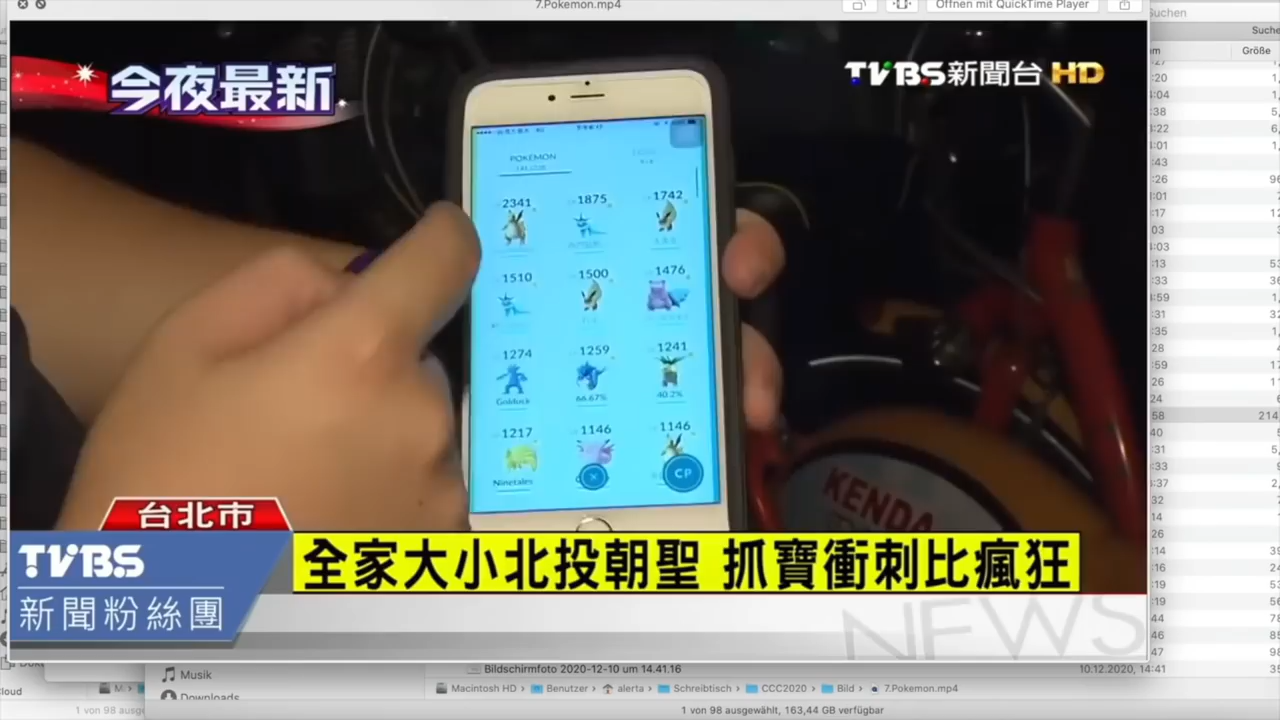 7.Pokemon.mp4
Öffnen mit QuickTime Player
Suchen
Suche
Größe
今夜最新
TVBS新聞台HD
POKEMON
2341
1875
1742
1510
1500
1476
1274
1259
1241
Golduck
66.67%
40.2%
1217
1146
1146
Ninetales
CP
KENDA
台北市
TVBS
全家大小北投朝聖 抓寶衝刺比瘋狂
新聞粉絲團
NEWS
Musik
Bildschirmfoto 2020-12-10 um 14.41.16
10.12.2020, 14:41
Downloads
Macintosh HD
Benutzer
alerta
Schreibtisch
CCC2020
Bild
7.Pokemon.mp4
1 von 98 ausgewählt, 163,44 GB verfügbar